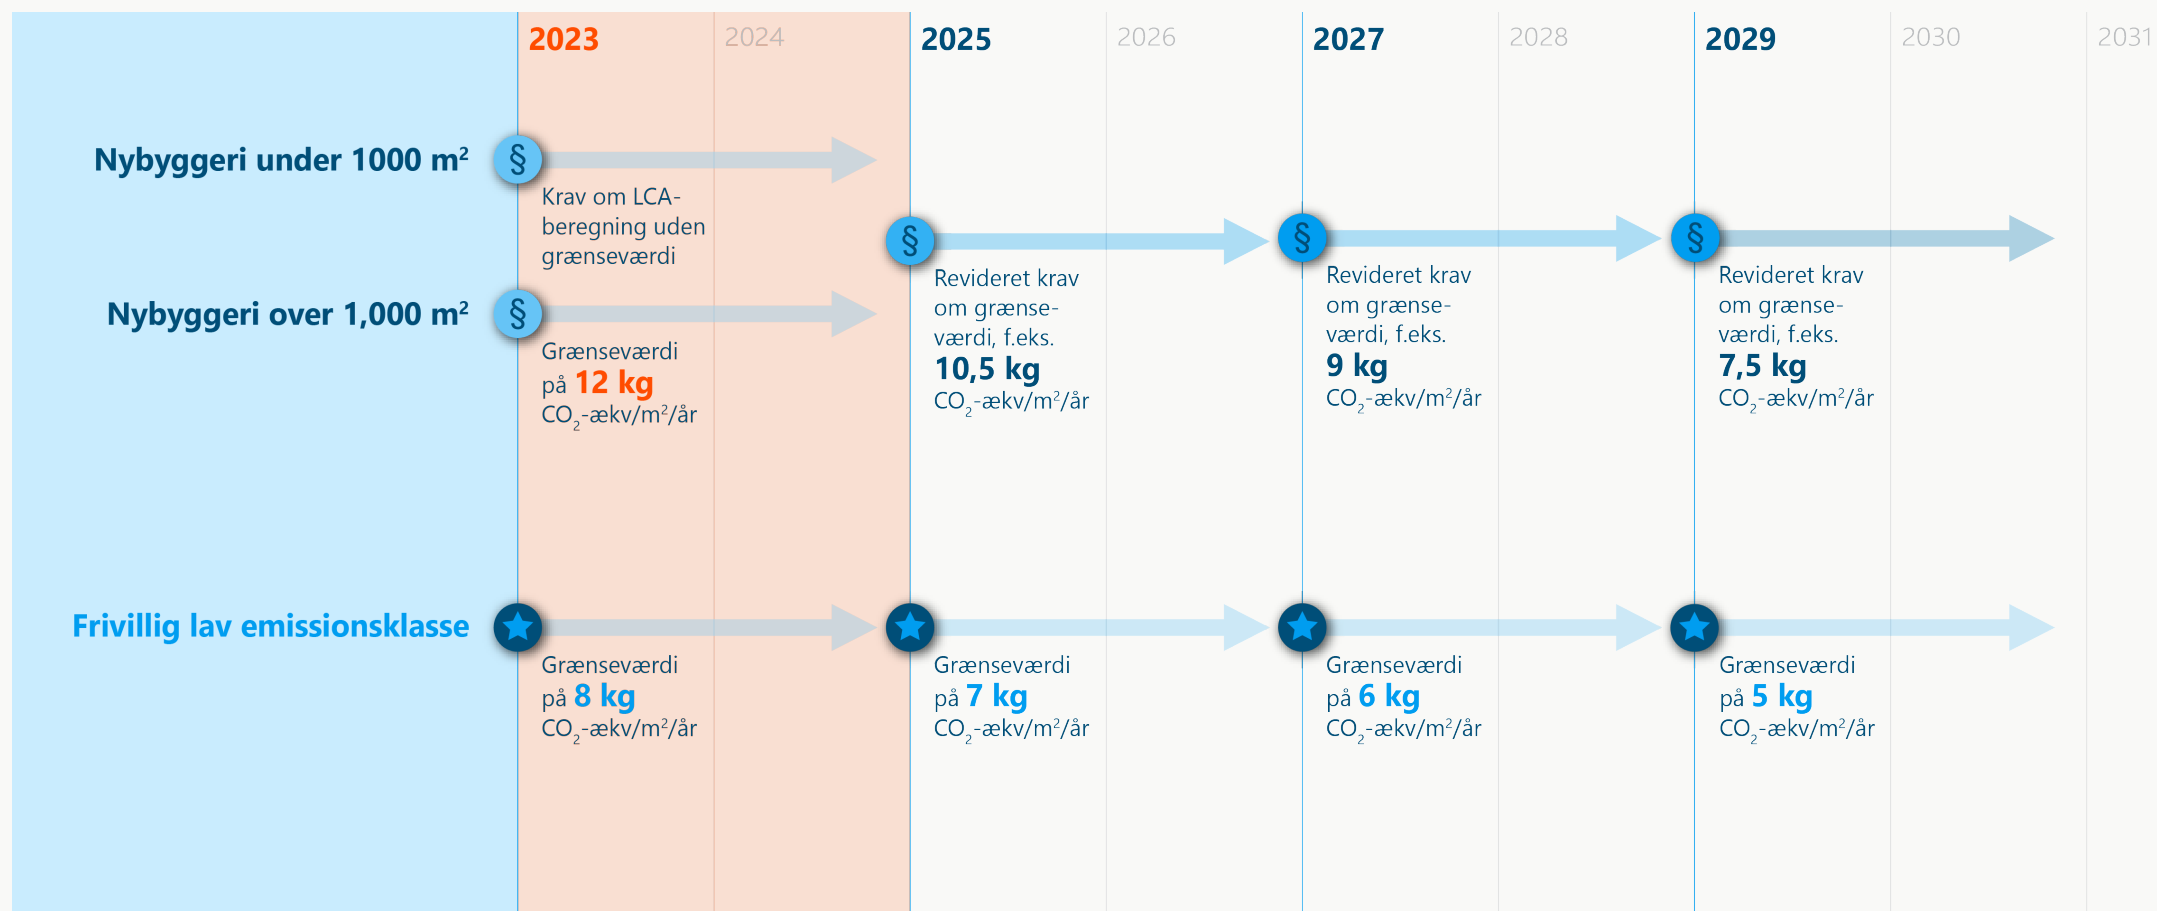 2023
2024
2025
2026
2027
2028
2029
2030
2031
Nybyggeri under 1000 m²
§
Krav om LCA-
beregning uden
grænseværdi
Nybyggeri over 1,000 m²
§
Grænseværdi
på 12 kg
CO₂-ækv/m²/år
§
Revideret krav
om grænse-
værdi, f.eks.
10,5 kg
CO₂-ækv/m²/år
§
Revideret krav
om grænse-
værdi, f.eks.
9 kg
CO₂-ækv/m²/år
§
Revideret krav
om grænse-
værdi, f.eks.
7,5 kg
CO₂-ækv/m²/år
Frivillig lav emissionsklasse
Grænseværdi
på 8 kg
CO₂-ækv/m²/år
Grænseværdi
på 7 kg
CO₂-ækv/m²/år
Grænseværdi
på 6 kg
CO₂-ækv/m²/år
Grænseværdi
på 5 kg
CO₂-ækv/m²/år